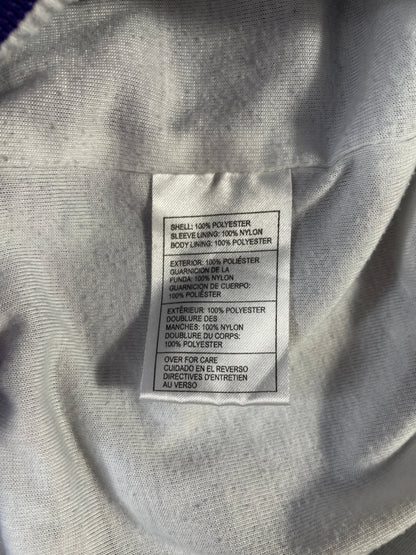 SHELL: 100% POLYESTER
SLEEVE LINING: 100% NYLON
BODY LINING: 100% POLYESTER
EXTERIOR: 100% POLIÉSTER
GUARNICION DE LA
FUNDA: 100% NYLON
GUARNICION DE CUERPO:
100% POLIÉSTER
EXTÉRIEUR: 100% POLYESTER
DOUBLURE DES
MANCHES: 100% NYLON
DOUBLURE DU CORPS:
100% POLYESTER
OVER FOR CARE
CUIDADO EN EL REVERSO
DIRECTIVES D'ENTRETIEN
AU VERSO